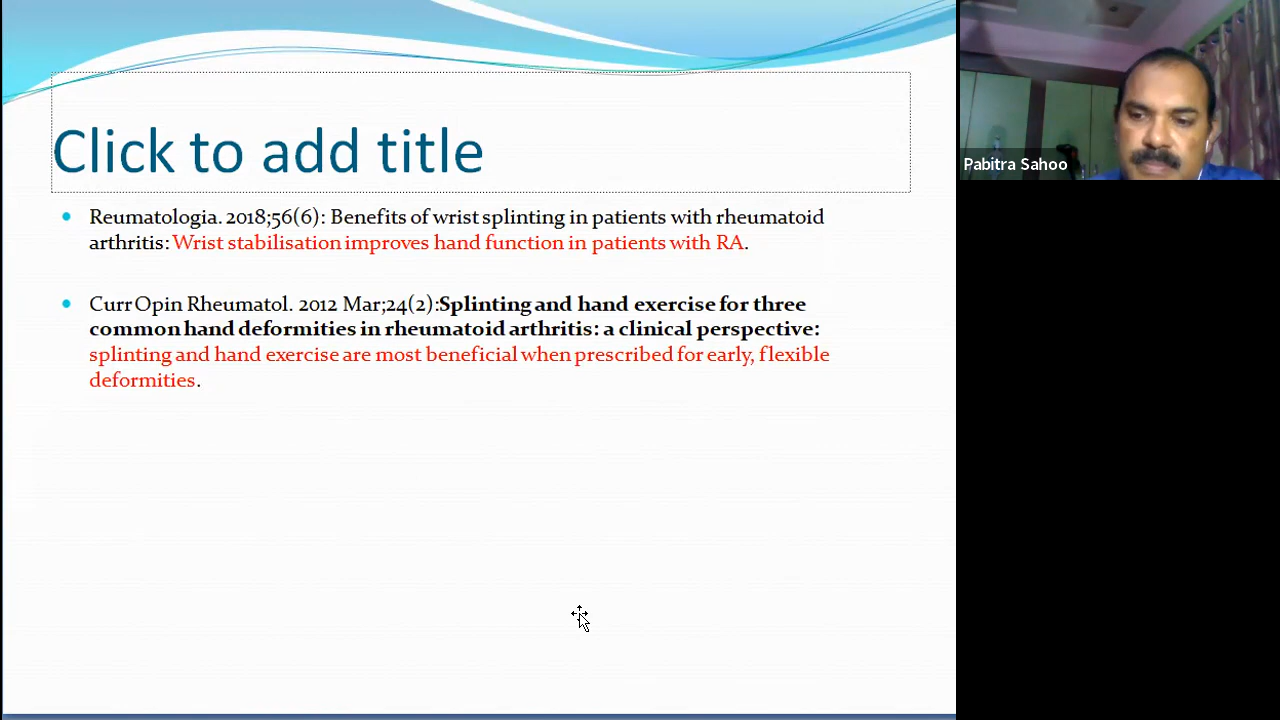 Click to add title
Reumatologia. 2018;56(6): Benefits of wrist splinting in patients with rheumatoid
arthritis: Wrist stabilisation improves hand function in patients with RA.
Curr Opin Rheumatol. 2012 Mar;24(2):Splinting and hand exercise for three
common hand deformities in rheumatoid arthritis: a clinical perspective:
splinting and hand exercise are most beneficial when prescribed for early, flexible
deformities.
Pabitra Sahoo